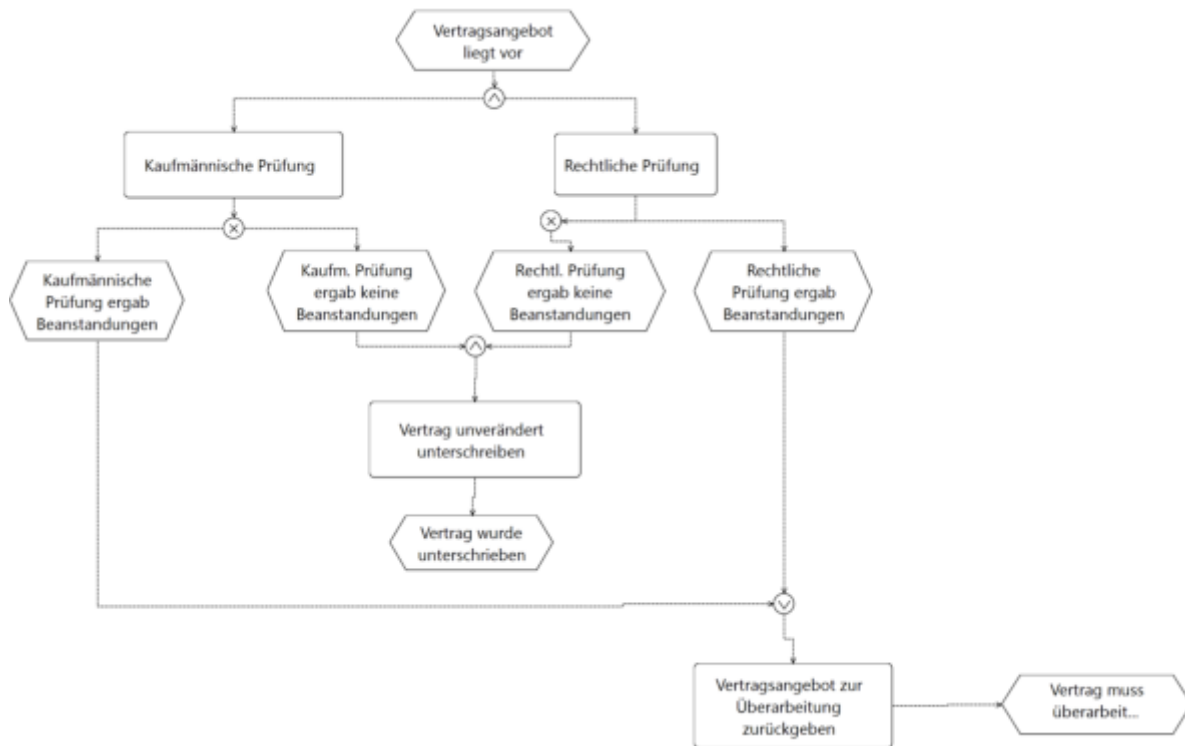 Vertragsangebot
liegt vor
Kaufmännische Prüfung
Rechtliche Prüfung
Kaufmännische
Prüfung ergab
Beanstandungen
Kaufm. Prüfung
ergab keine
Beanstandungen
Rechtl. Prüfung
ergab keine
Beanstandungen
Rechtliche
Prüfung ergab
Beanstandungen
Vertrag unverändert
unterschreiben
Vertrag wurde
unterschrieben
Vertragsangebot zur
Überarbeitung
zurückgeben
Vertrag muss
überarbeit...